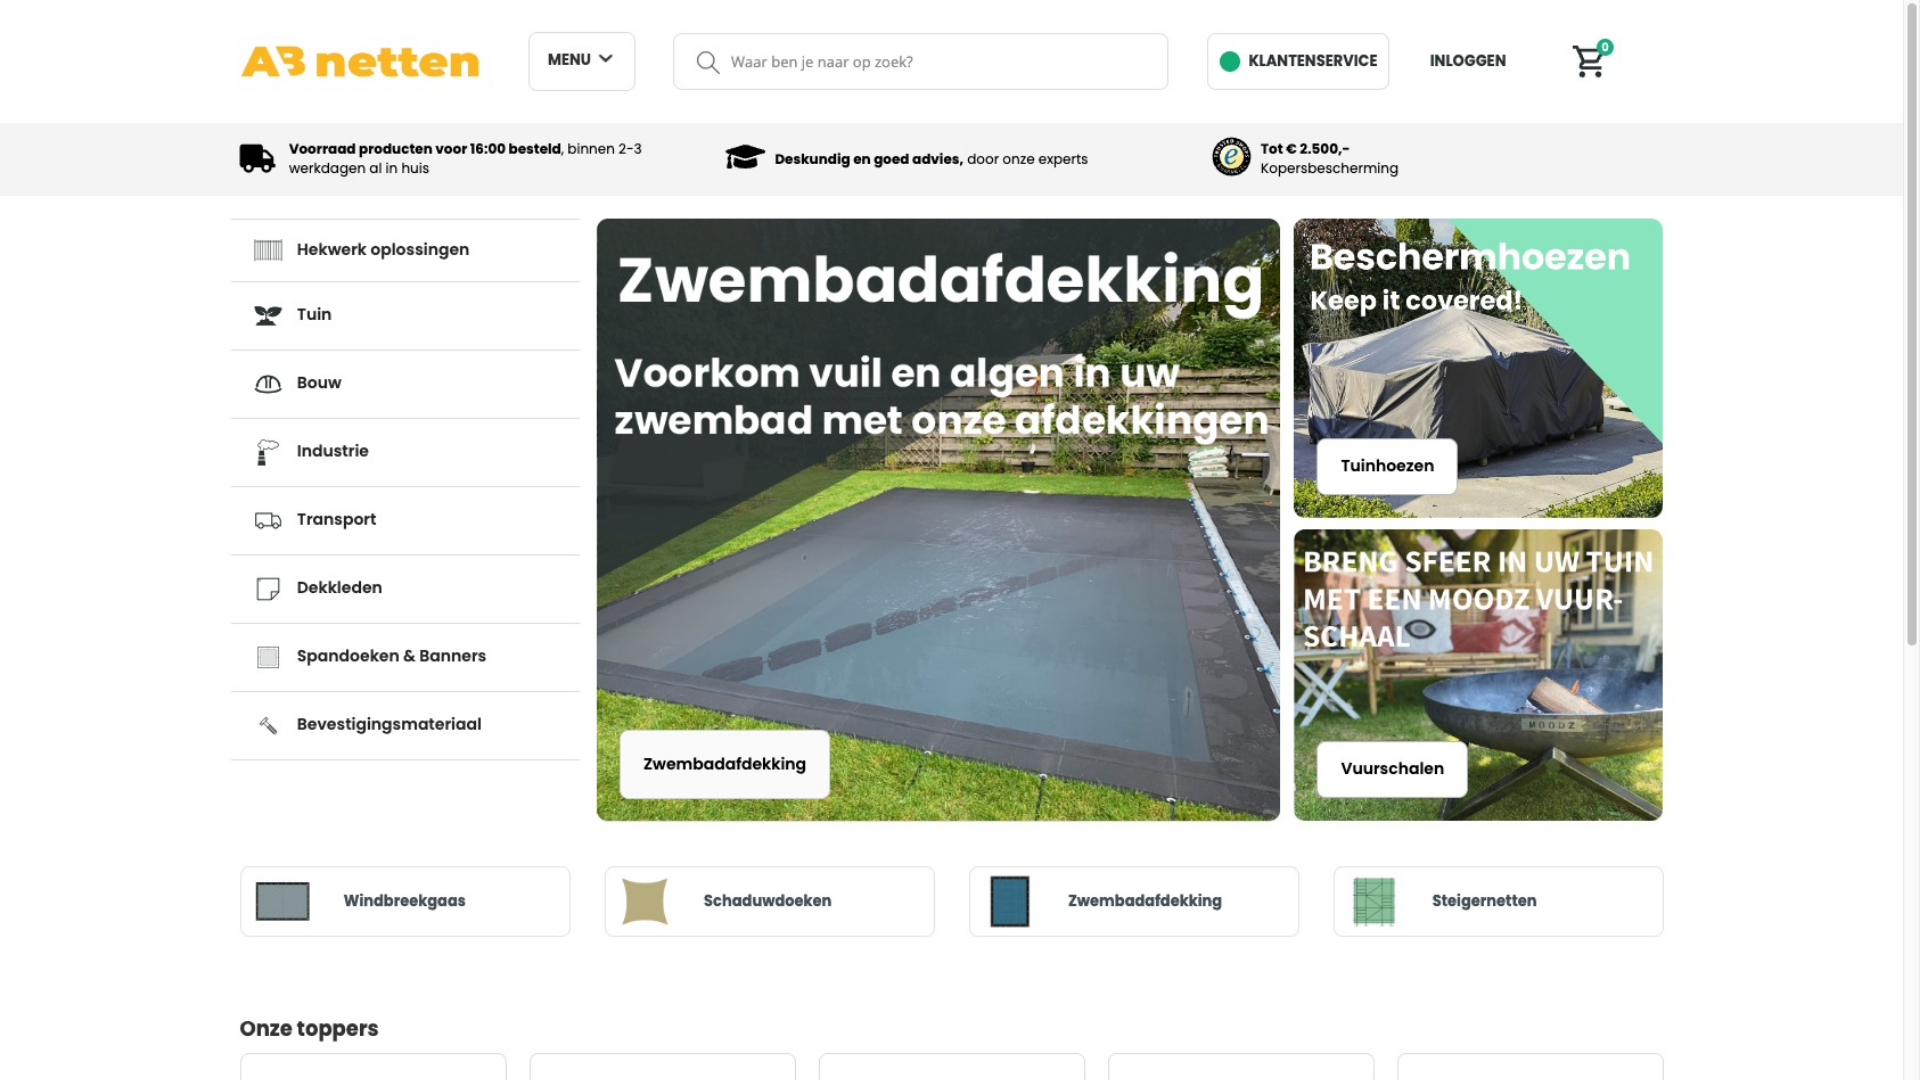 AB netten
MENU
Waar ben je naar op zoek?
KLANTENSERVICE
INLOGGEN
0
Voorraad producten voor 16:00 besteld, binnen 2-3
werkdagen al in huis
Deskundig en goed advies, door onze experts
Tot € 2.500,-
Kopersbescherming
Hekwerk oplossingen
Tuin
Bouw
Industrie
Transport
Dekkleden
Spandoeken & Banners
Bevestigingsmateriaal
Zwembadafdekking
Voorkom vuil en algen in uw
zwembad met onze afdekkingen
Zwembadafdekking
Beschermhoezen
Keep it covered!
Tuinhoezen
BRENG SFEER IN UW TUIN
MET EEN MOODZ VUUR-
SCHAAL
MOODZ
Vuurschalen
Windbreekgaas
Schaduwdoeken
Zwembadafdekking
Steigernetten
Onze toppers